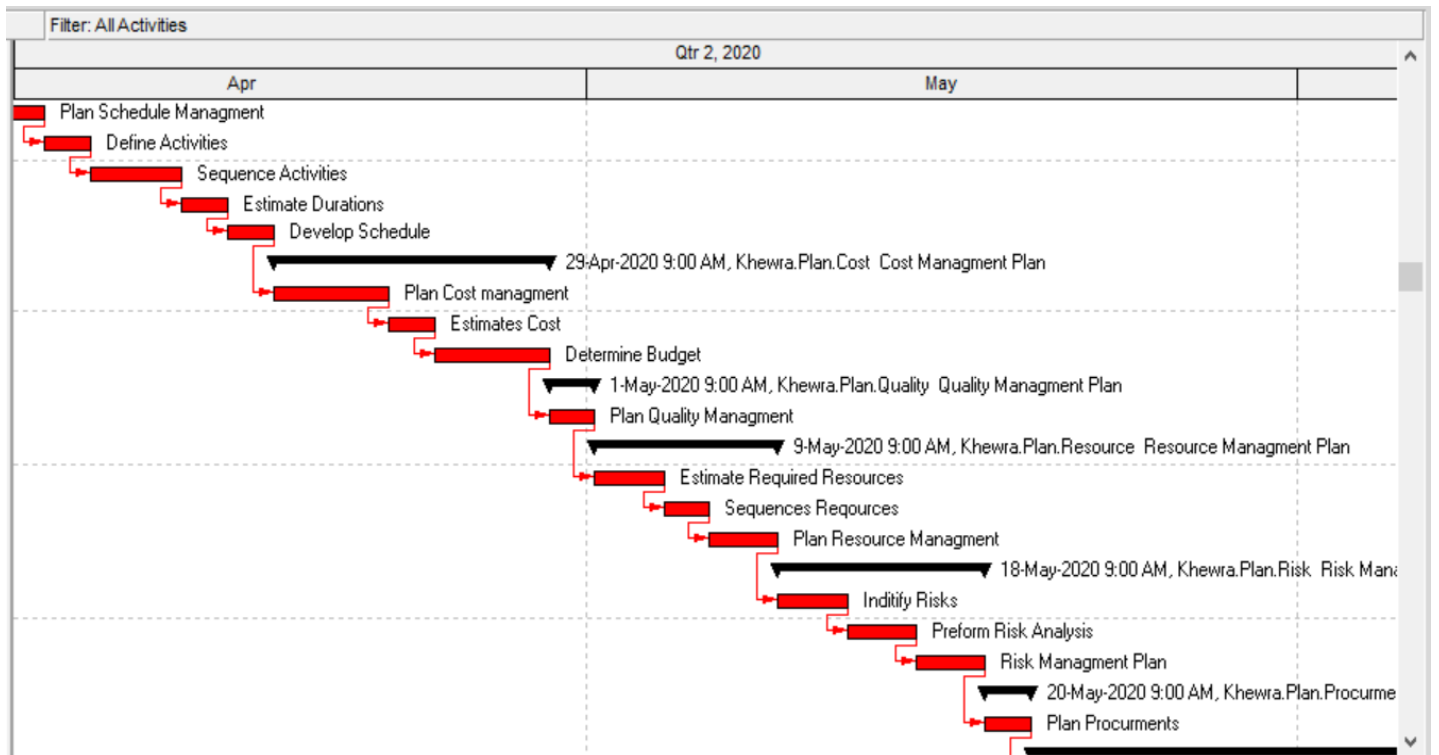 Filter: All Activities
Qtr 2, 2020
Apr May
Plan Schedule Managment
Define Activities
Sequence Activities
Estimate Durations
Develop Schedule
29-Apr-2020 9:00 AM, Khewra.Plan.Cost Cost Managment Plan
Plan Cost managment
Estimates Cost
Determine Budget
1-May-2020 9:00 AM, Khewra.Plan.Quality Quality Managment Plan
Plan Quality Managment
9-May-2020 9:00 AM, Khewra.Plan.Resource Resource Managment Plan
Estimate Required Resources
Sequences Reqources
Plan Resource Managment
18-May-2020 9:00 AM, Khewra.Plan.Risk Risk Mana
Inditify Risks
Preform Risk Analysis
Risk Managment Plan
20-May-2020 9:00 AM, Khewra.Plan.Procurme
Plan Procurments